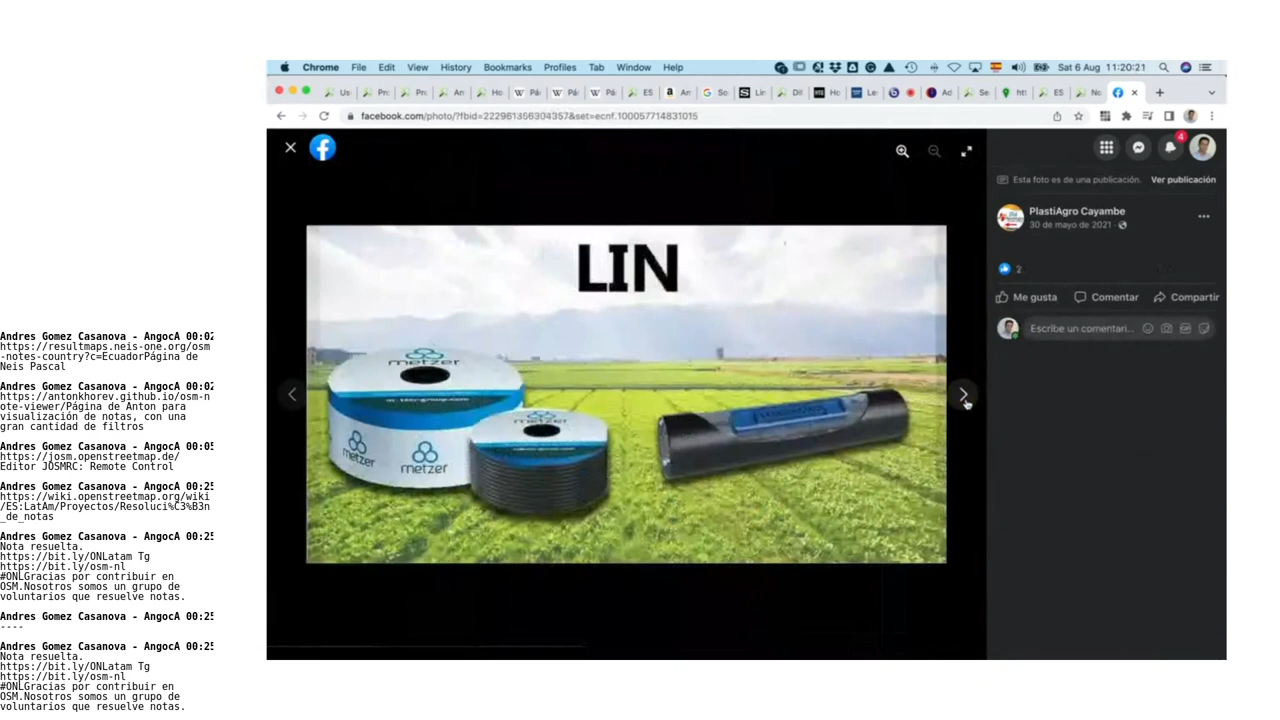 Chrome File Edit View History Bookmarks Profiles Tab Window Help Sat 6 Aug 11:20:21
facebook.com/photo/?fbid=222961356304357&set=ecnf.100057714831015
4
Esta foto es de una publicación. Ver publicación
PlastiAgro Cayambe
30 de mayo de 2021
2
Me gusta Comentar Compartir
Escribe un comentari...
LIN
metzer
metzer
metzer
Andres Gomez Casanova - AngocA 00:02
https://resultmaps.neis-one.org/osm
-notes-country?c=EcuadorPágina de
Neis Pascal
Andres Gomez Casanova - AngocA 00:02
https://antonkhorev.github.io/osm-n
ote-viewer/Página de Anton para
visualización de notas, con una
gran cantidad de filtros
Andres Gomez Casanova - AngocA 00:05
https://josm.openstreetmap.de/
Editor JOSMRC: Remote Control
Andres Gomez Casanova - AngocA 00:25
https://wiki.openstreetmap.org/wiki
/ES:LatAm/Proyectos/Resoluci%C3%B3n
_de_notas
Andres Gomez Casanova - AngocA 00:25
Nota resuelta.
https://bit.ly/ONLatam Tg
https://bit.ly/osm-nl
#ONLGracias por contribuir en
OSM.Nosotros somos un grupo de
voluntarios que resuelve notas.
Andres Gomez Casanova - AngocA 00:25
----
Andres Gomez Casanova - AngocA 00:25
Nota resuelta.
https://bit.ly/ONLatam Tg
https://bit.ly/osm-nl
#ONLGracias por contribuir en
OSM.Nosotros somos un grupo de
voluntarios que resuelve notas.